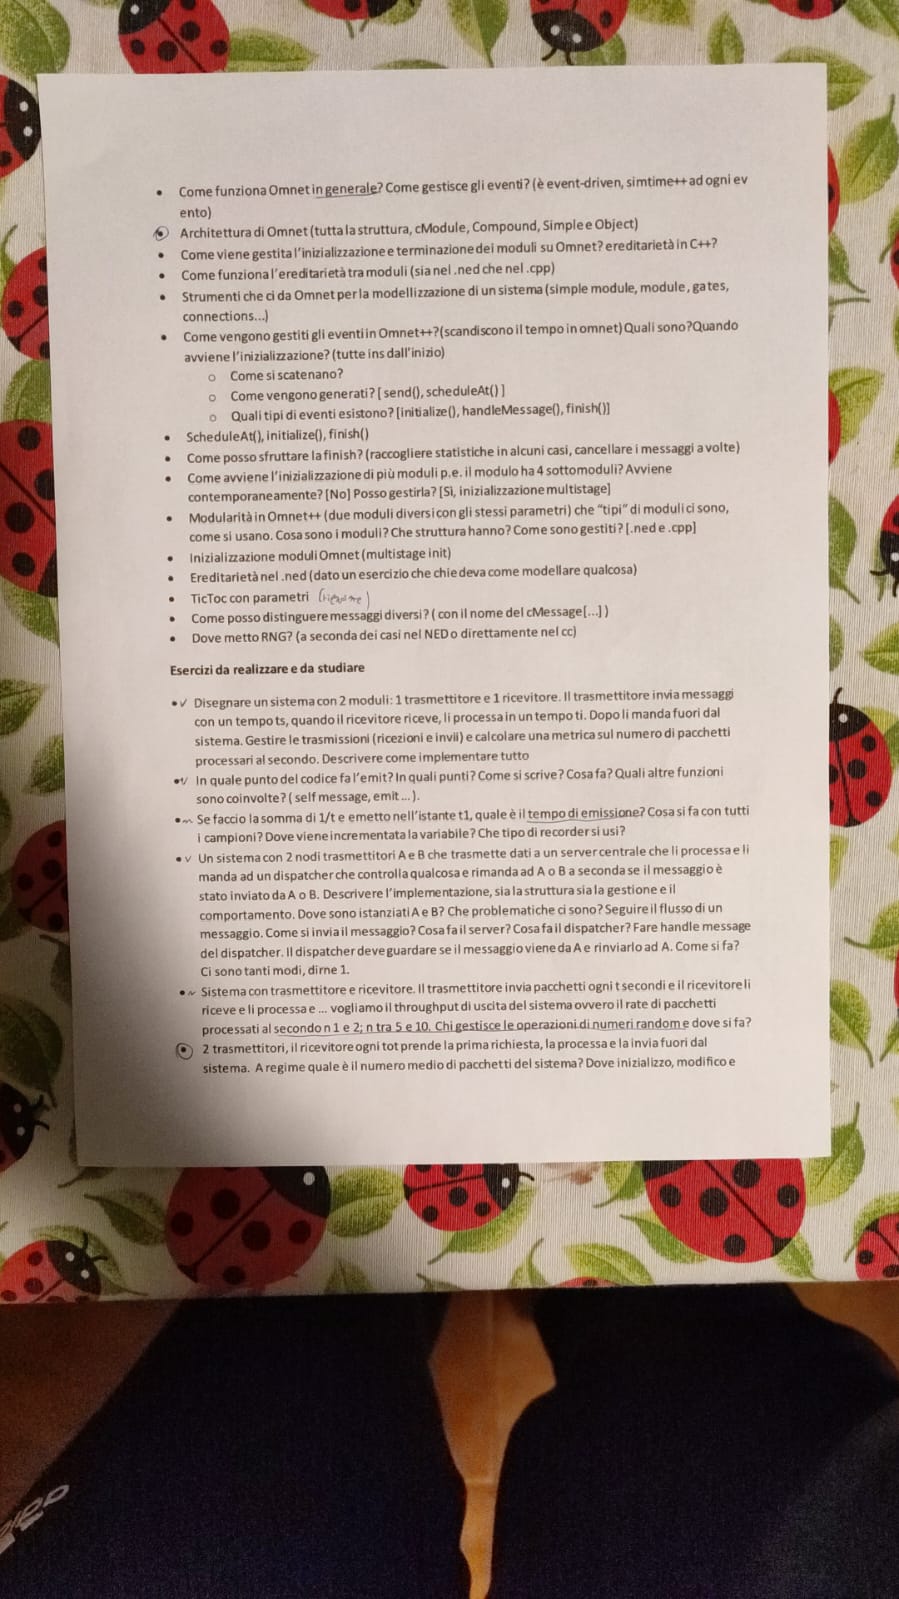 • Come funziona Omnet in generale? Come gestisce gli eventi? (è event-driven, simtime++ ad ogni ev
ento)
• Architettura di Omnet (tutta la struttura, cModule, Compound, Simple e Object)
• Come viene gestita l'inizializzazione e terminazione dei moduli su Omnet? ereditarietà in C++?
• Come funziona l'ereditarietà tra moduli (sia nel .ned che nel .cpp)
• Strumenti che ci da Omnet per la modellizzazione di un sistema (simple module, module, gates,
connections...)
• Come vengono gestiti gli eventi in Omnet++?(scandiscono il tempo in omnet) Quali sono?Quando
avviene l'inizializzazione? (tutte ins dall'inizio)
o Come si scatenano?
o Come vengono generati? [ send(), scheduleAt() ]
o Quali tipi di eventi esistono? [initialize(), handleMessage(), finish()]
• ScheduleAt(), initialize(), finish()
• Come posso sfruttare la finish? (raccogliere statistiche in alcuni casi, cancellare i messaggi a volte)
• Come avviene l'inizializzazione di più moduli p.e. il modulo ha 4 sottomoduli? Avviene
contemporaneamente? [No] Posso gestirla? [Sì, inizializzazione multistage]
• Modularità in Omnet++ (due moduli diversi con gli stessi parametri) che “tipi” di moduli ci sono,
come si usano. Cosa sono i moduli? Che struttura hanno? Come sono gestiti? [.ned e .cpp]
• Inizializzazione moduli Omnet (multistage init)
• Ereditarietà nel .ned (dato un esercizio che chiedeva come modellare qualcosa)
• TicToc con parametri
• Come posso distinguere messaggi diversi? ( con il nome del cMessage[...] )
• Dove metto RNG? (a seconda dei casi nel NED o direttamente nel cc)
Esercizi da realizzare e da studiare
• ✓ Disegnare un sistema con 2 moduli: 1 trasmettitore e 1 ricevitore. Il trasmettitore invia messaggi
con un tempo ts, quando il ricevitore riceve, li processa in un tempo ti. Dopo li manda fuori dal
sistema. Gestire le trasmissioni (ricezioni e invii) e calcolare una metrica sul numero di pacchetti
processari al secondo. Descrivere come implementare tutto
• ✓ In quale punto del codice fa l'emit? In quali punti? Come si scrive? Cosa fa? Quali altre funzioni
sono coinvolte? ( self message, emit ... ).
• ~ Se faccio la somma di 1/t e emetto nell'istante t1, quale è il tempo di emissione? Cosa si fa con tutti
i campioni? Dove viene incrementata la variabile? Che tipo di recorder si usi?
• ✓ Un sistema con 2 nodi trasmettitori A e B che trasmette dati a un server centrale che li processa e li
manda ad un dispatcher che controlla qualcosa e rimanda ad A o B a seconda se il messaggio è
stato inviato da A o B. Descrivere l'implementazione, sia la struttura sia la gestione e il
comportamento. Dove sono istanziati A e B? Che problematiche ci sono? Seguire il flusso di un
messaggio. Come si invia il messaggio? Cosa fa il server? Cosa fa il dispatcher? Fare handle message
del dispatcher. Il dispatcher deve guardare se il messaggio viene da A e rinviarlo ad A. Come si fa?
Ci sono tanti modi, dirne 1.
• ~ Sistema con trasmettitore e ricevitore. Il trasmettitore invia pacchetti ogni t secondi e il ricevitore li
riceve e li processa e ... vogliamo il throughput di uscita del sistema ovvero il rate di pacchetti
processati al secondo n 1 e 2; n tra 5 e 10. Chi gestisce le operazioni di numeri random e dove si fa?
• 2 trasmettitori, il ricevitore ogni tot prende la prima richiesta, la processa e la invia fuori dal
sistema. A regime quale è il numero medio di pacchetti del sistema? Dove inizializzo, modifico e